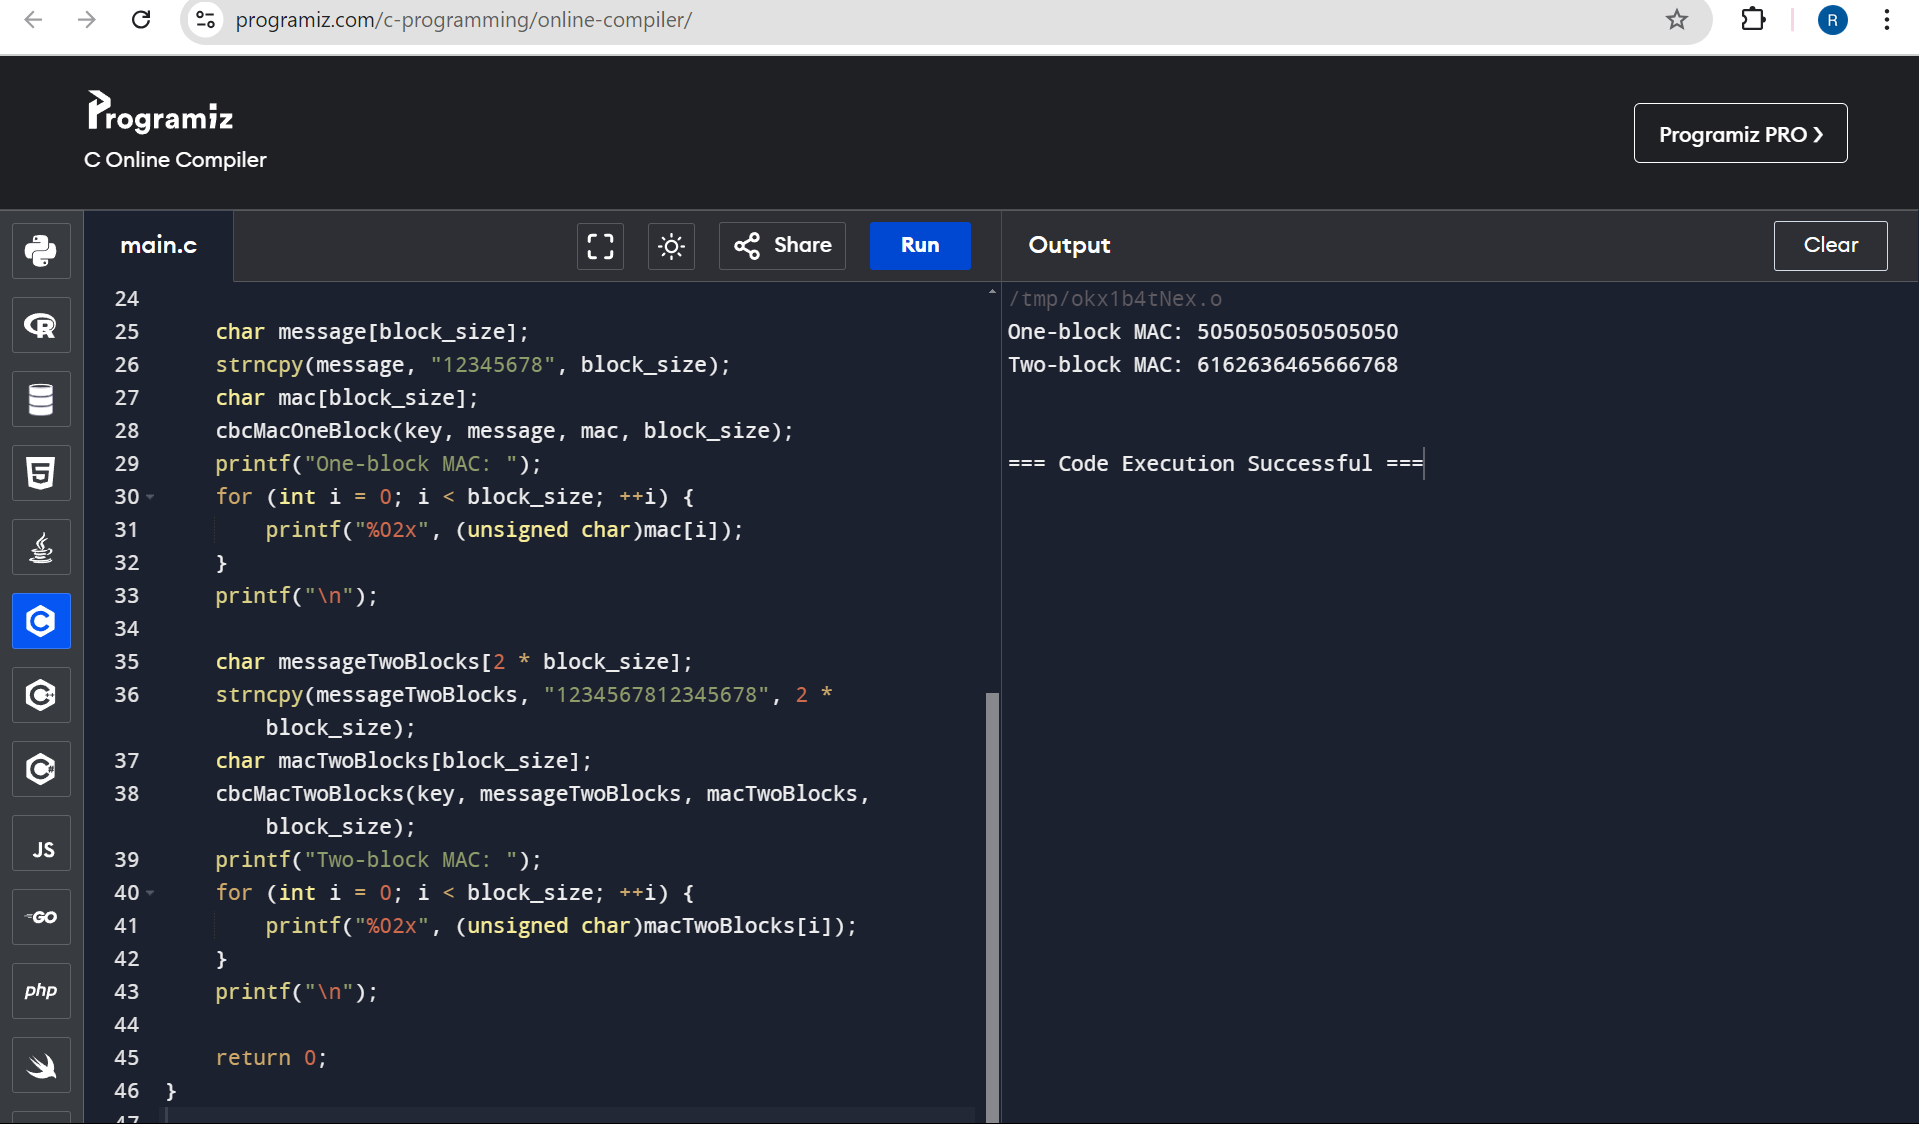 programiz.com/c-programming/online-compiler/
R
Programiz
C Online Compiler
Programiz PRO ❯
main.c
Share
Run
Output
Clear
24
25 char message[block_size];
26 strncpy(message, "12345678", block_size);
27 char mac[block_size];
28 cbcMacOneBlock(key, message, mac, block_size);
29 printf("One-block MAC: ");
30 for (int i = 0; i < block_size; ++i) {
31 printf("%02x", (unsigned char)mac[i]);
32 }
33 printf("\n");
34
35 char messageTwoBlocks[2 * block_size];
36 strncpy(messageTwoBlocks, "1234567812345678", 2 *
block_size);
37 char macTwoBlocks[block_size];
38 cbcMacTwoBlocks(key, messageTwoBlocks, macTwoBlocks,
block_size);
39 printf("Two-block MAC: ");
40 for (int i = 0; i < block_size; ++i) {
41 printf("%02x", (unsigned char)macTwoBlocks[i]);
42 }
43 printf("\n");
44
45 return 0;
46 }
47
/tmp/okx1b4tNex.o
One-block MAC: 5050505050505050
Two-block MAC: 6162636465666768
=== Code Execution Successful ===
R
5
C
C
C#
JS
GO
php